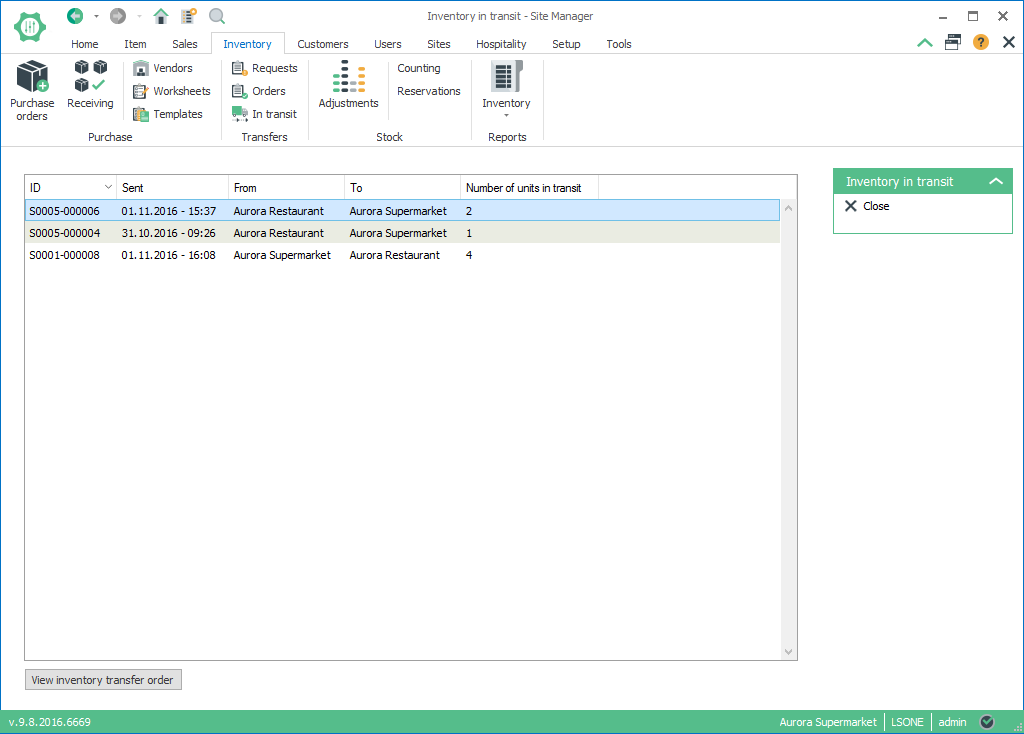 Inventory in transit - Site Manager
Home Item Sales Inventory Customers Users Sites Hospitality Setup Tools
Purchase orders
Receiving
Vendors
Worksheets
Templates
Purchase
Requests
Orders
In transit
Transfers
Adjustments
Counting
Reservations
Stock
Inventory
Reports
ID Sent From To Number of units in transit
S0005-000006 01.11.2016 - 15:37 Aurora Restaurant Aurora Supermarket 2
S0005-000004 31.10.2016 - 09:26 Aurora Restaurant Aurora Supermarket 1
S0001-000008 01.11.2016 - 16:08 Aurora Supermarket Aurora Restaurant 4
Inventory in transit
Close
View inventory transfer order
v.9.8.2016.6669 Aurora Supermarket LSONE admin